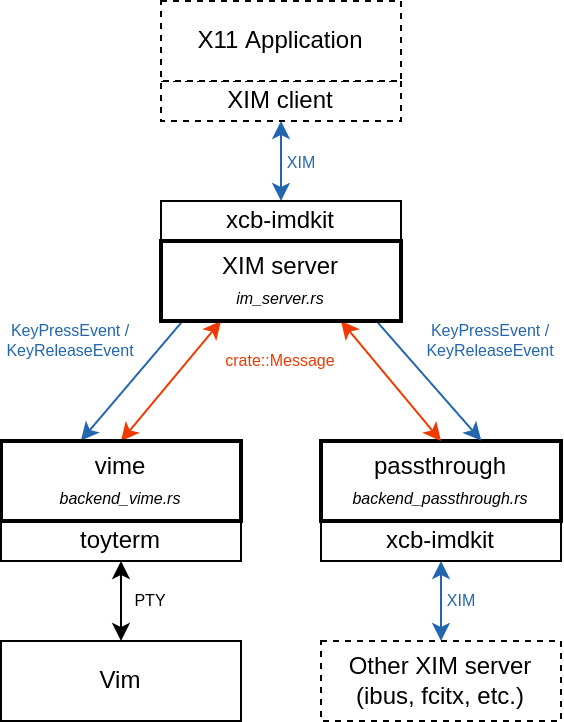 X11 Application
XIM client
XIM
xcb-imdkit
XIM server
im_server.rs
KeyPressEvent /
KeyReleaseEvent
crate::Message
KeyPressEvent /
KeyReleaseEvent
vime
backend_vime.rs
toyterm
passthrough
backend_passthrough.rs
xcb-imdkit
PTY
XIM
Vim
Other XIM server
(ibus, fcitx, etc.)